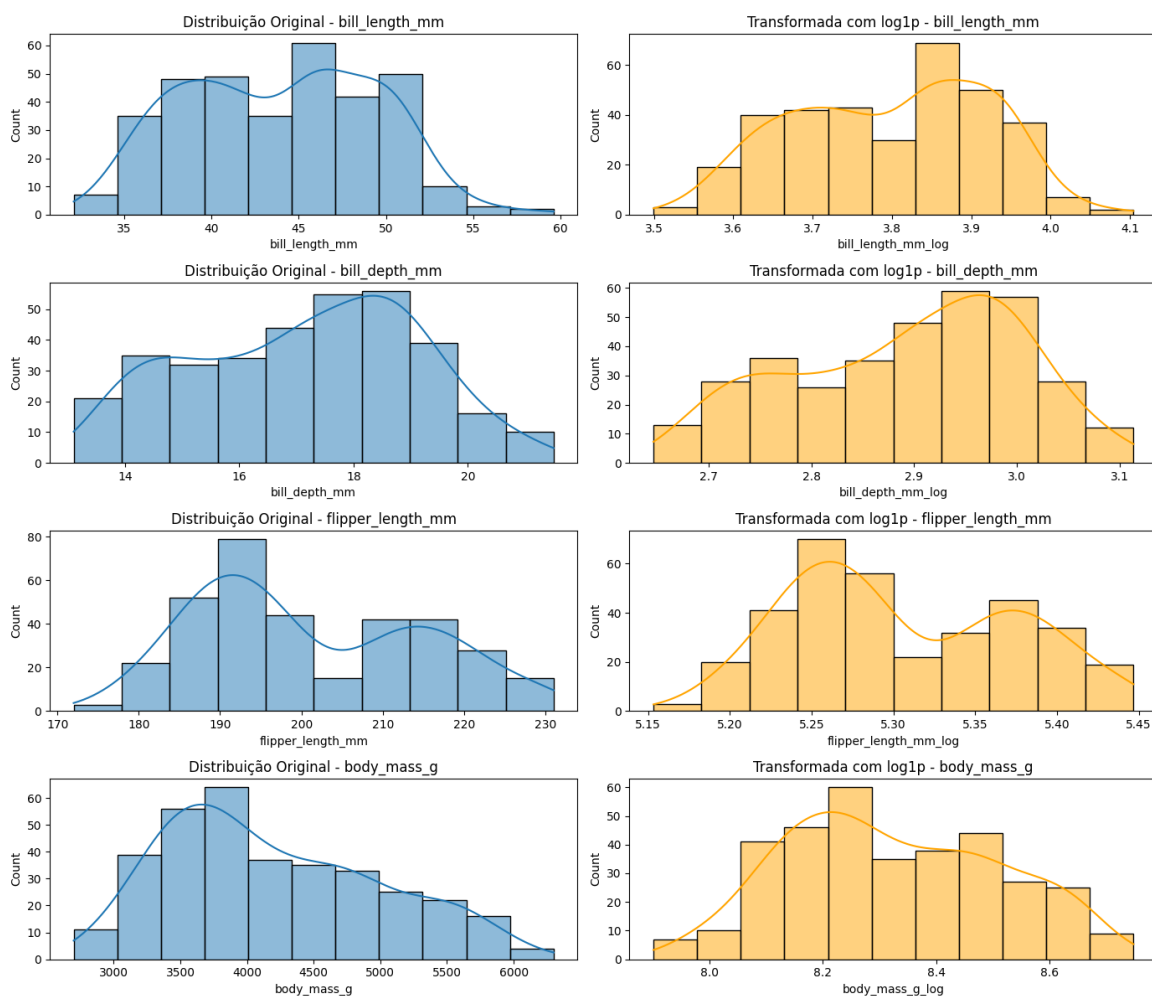 Distribuição Original - bill_length_mm
Count
60
50
40
30
20
10
0
35 40 45 50 55 60
bill_length_mm
Transformada com log1p - bill_length_mm
Count
60
40
20
0
3.5 3.6 3.7 3.8 3.9 4.0 4.1
bill_length_mm_log
Distribuição Original - bill_depth_mm
Count
50
40
30
20
10
0
14 16 18 20
bill_depth_mm
Transformada com log1p - bill_depth_mm
Count
60
50
40
30
20
10
0
2.7 2.8 2.9 3.0 3.1
bill_depth_mm_log
Distribuição Original - flipper_length_mm
Count
80
60
40
20
0
170 180 190 200 210 220 230
flipper_length_mm
Transformada com log1p - flipper_length_mm
Count
60
40
20
0
5.15 5.20 5.25 5.30 5.35 5.40 5.45
flipper_length_mm_log
Distribuição Original - body_mass_g
Count
60
50
40
30
20
10
0
3000 3500 4000 4500 5000 5500 6000
body_mass_g
Transformada com log1p - body_mass_g
Count
60
50
40
30
20
10
0
8.0 8.2 8.4 8.6
body_mass_g_log